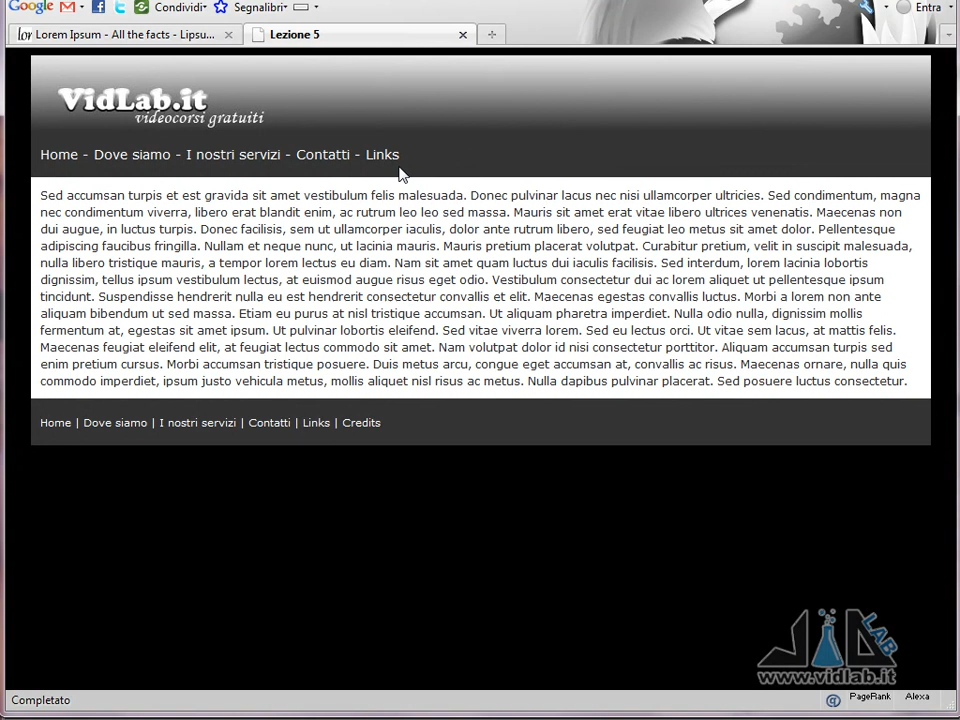 Google Condividi Segnalibri Entra
Lorem Ipsum - All the facts - Lipsu... Lezione 5
VidLab.it
videocorsi gratuiti
Home - Dove siamo - I nostri servizi - Contatti - Links
Sed accumsan turpis et est gravida sit amet vestibulum felis malesuada. Donec pulvinar lacus nec nisi ullamcorper ultricies. Sed condimentum, magna
nec condimentum viverra, libero erat blandit enim, ac rutrum leo leo sed massa. Mauris sit amet erat vitae libero ultrices venenatis. Maecenas non
dui augue, in luctus turpis. Donec facilisis, sem ut ullamcorper iaculis, dolor ante rutrum libero, sed feugiat leo metus sit amet dolor. Pellentesque
adipiscing faucibus fringilla. Nullam et neque nunc, ut lacinia mauris. Mauris pretium placerat volutpat. Curabitur pretium, velit in suscipit malesuada,
nulla libero tristique mauris, a tempor lorem lectus eu diam. Nam sit amet quam luctus dui iaculis facilisis. Sed interdum, lorem lacinia lobortis
dignissim, tellus ipsum vestibulum lectus, at euismod augue risus eget odio. Vestibulum consectetur dui ac lorem aliquet ut pellentesque ipsum
tincidunt. Suspendisse hendrerit nulla eu est hendrerit consectetur convallis et elit. Maecenas egestas convallis luctus. Morbi a lorem non ante
aliquam bibendum ut sed massa. Etiam eu purus at nisl tristique accumsan. Ut aliquam pharetra imperdiet. Nulla odio nulla, dignissim mollis
fermentum at, egestas sit amet ipsum. Ut pulvinar lobortis eleifend. Sed vitae viverra lorem. Sed eu lectus orci. Ut vitae sem lacus, at mattis felis.
Maecenas feugiat eleifend elit, at feugiat lectus commodo sit amet. Nam volutpat dolor id nisi consectetur porttitor. Aliquam accumsan turpis sed
enim pretium cursus. Morbi accumsan tristique posuere. Duis metus arcu, congue eget accumsan at, convallis ac risus. Maecenas ornare, nulla quis
commodo imperdiet, ipsum justo vehicula metus, mollis aliquet nisl risus ac metus. Nulla dapibus pulvinar placerat. Sed posuere luctus consectetur.
Home | Dove siamo | I nostri servizi | Contatti | Links | Credits
LAB
www.vidlab.it
Completato PageRank Alexa